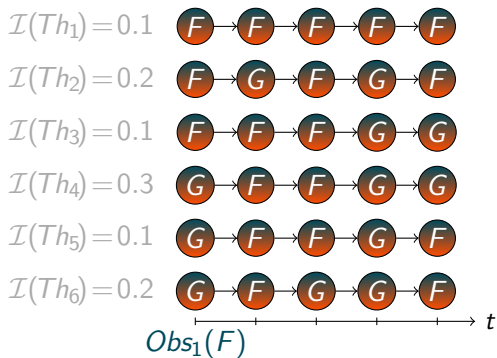 I(Th₁)=0.1 F F F F F
I(Th₂)=0.2 F G F G F
I(Th₃)=0.1 F F F G G
I(Th₄)=0.3 G F F G G
I(Th₅)=0.1 G F F G F
I(Th₆)=0.2 G F G G F
t
Obs₁(F)